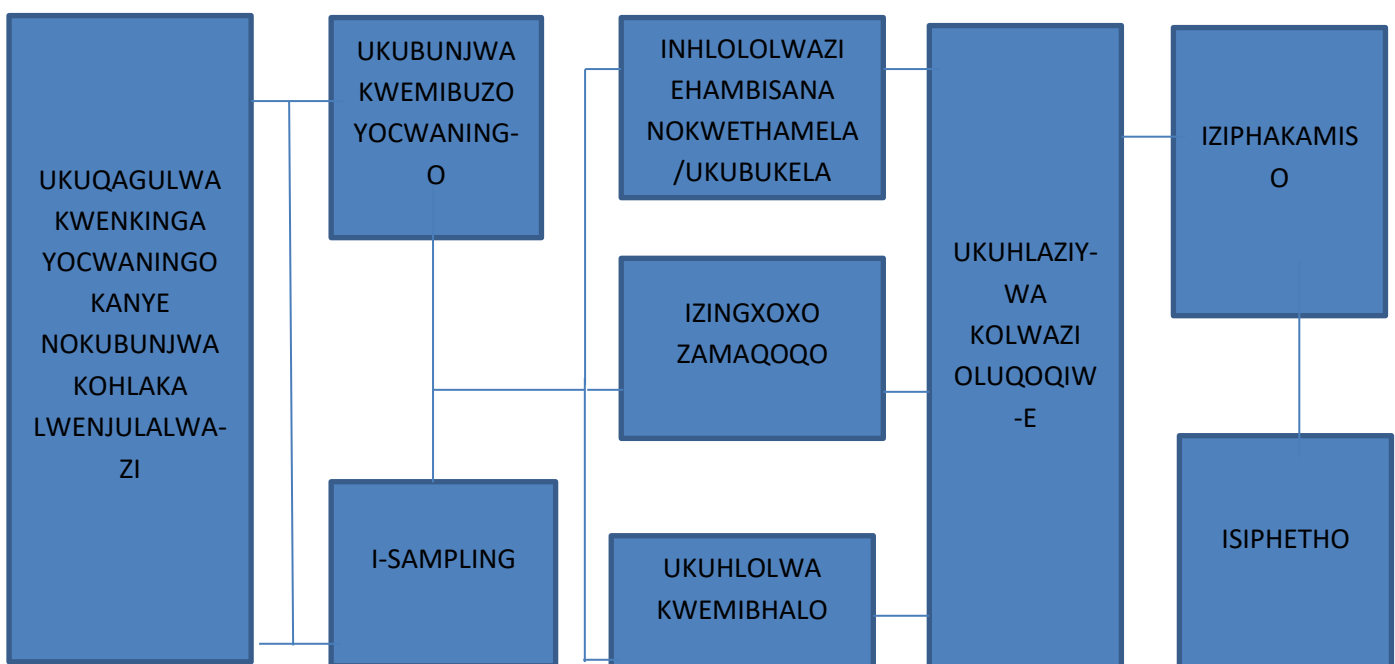 UKUQAGULWA
KWENKINGA
YOCWANINGO
KANYE
NOKUBUNJWA
KOHLAKA
LWENJULALWA-
ZI
UKUBUNJWA
KWEMIBUZO
YOCWANING-
O
I-SAMPLING
INHLOLOLWAZI
EHAMBISANA
NOKWETHAMELA
/UKUBUKELA
IZINGXOXO
ZAMAQOQO
UKUHLOLWA
KWEMIBHALO
UKUHLAZIY-
WA
KOLWAZI
OLUQOQIW
-E
IZIPHAKAMIS
O
ISIPHETHO